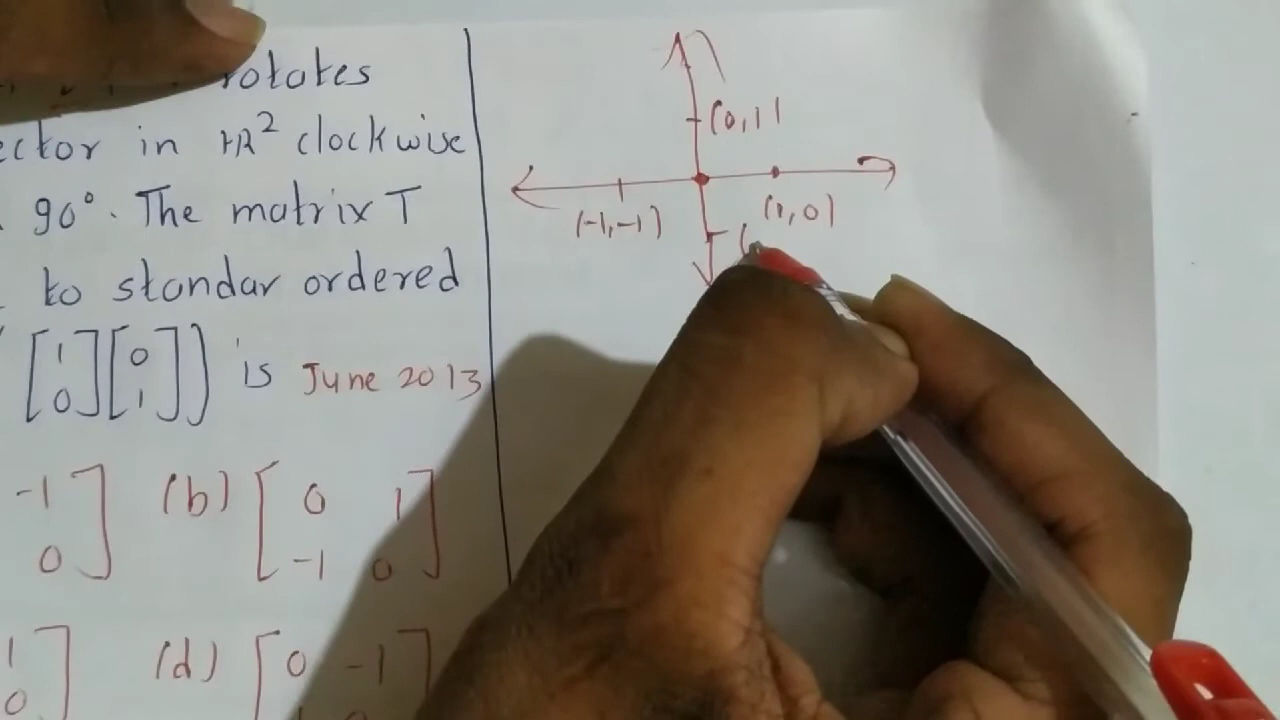 rotates
ector in IR² clockwise
90°. The matrix T
to standar ordered
[1 0] [0 1]) is June 2013
-1 (b) [0 1
0 -1 0]
1 (d) [0 -1]
0
(0,1)
(-1,-1) (1,0)
(